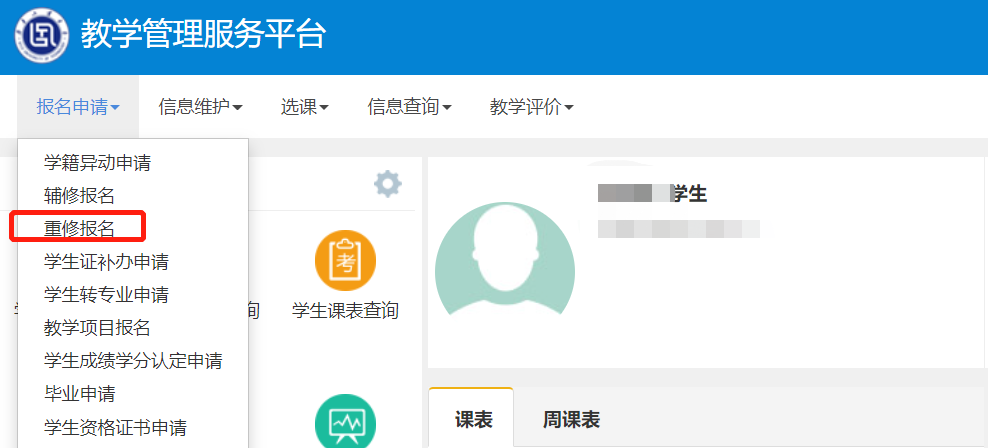 教学管理服务平台
报名申请 信息维护 选课 信息查询 教学评价
学籍异动申请
辅修报名
重修报名
学生证补办申请
学生转专业申请
教学项目报名
学生成绩学分认定申请
毕业申请
学生资格证书申请
询
考
学生课表查询
学生
课表 周课表